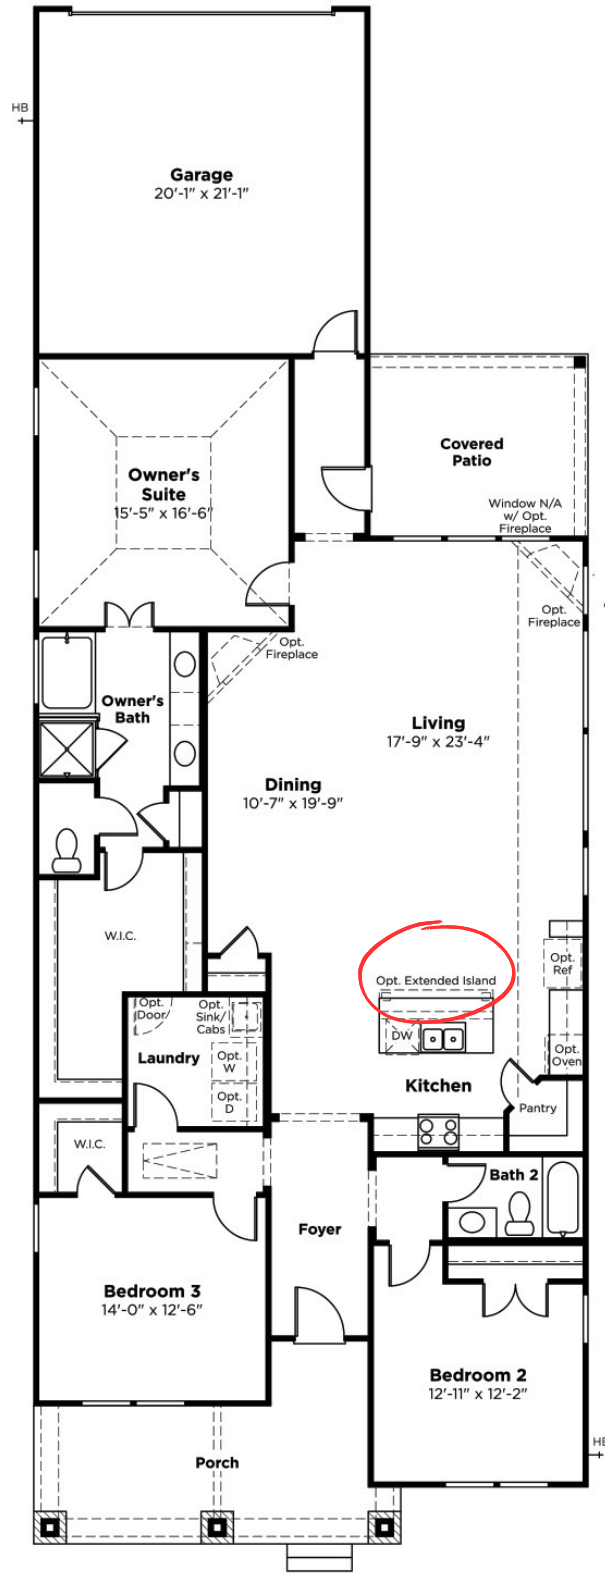 HB
Garage
20'-1" x 21'-1"
Covered
Patio
Owner's
Suite
15'-5" x 16'-6"
Window N/A
w/ Opt.
Fireplace
Opt.
Fireplace
Opt.
Fireplace
Owner's
Bath
Living
17'-9" x 23'-4"
Dining
10'-7" x 19'-9"
W.I.C.
Opt.
Ref
Opt. Extended Island
Opt.
Door
Opt.
Sink/
Cabs
DW
Opt.
Oven
Laundry
Opt.
W
Opt.
D
Kitchen
Pantry
W.I.C.
Bath 2
Foyer
Bedroom 3
14'-0" x 12'-6"
Bedroom 2
12'-11" x 12'-2"
Porch